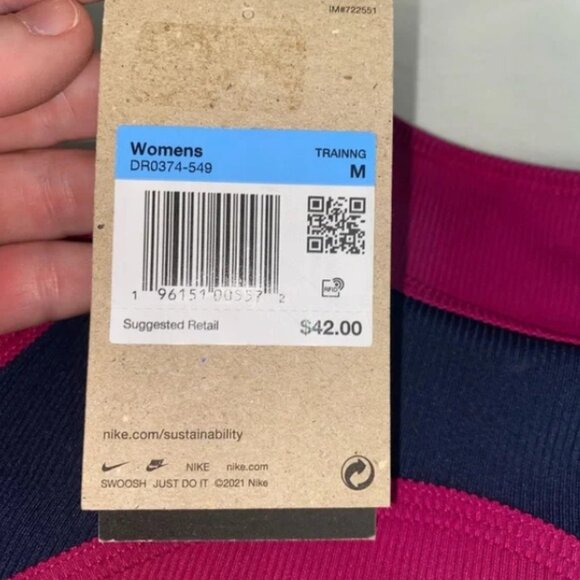 IM#722551
Womens TRAINNG
DR0374-549 M
RFID
1 96151 00557 2
Suggested Retail $42.00
nike.com/sustainability
NIKE nike.com
SWOOSH JUST DO IT ©2021 Nike